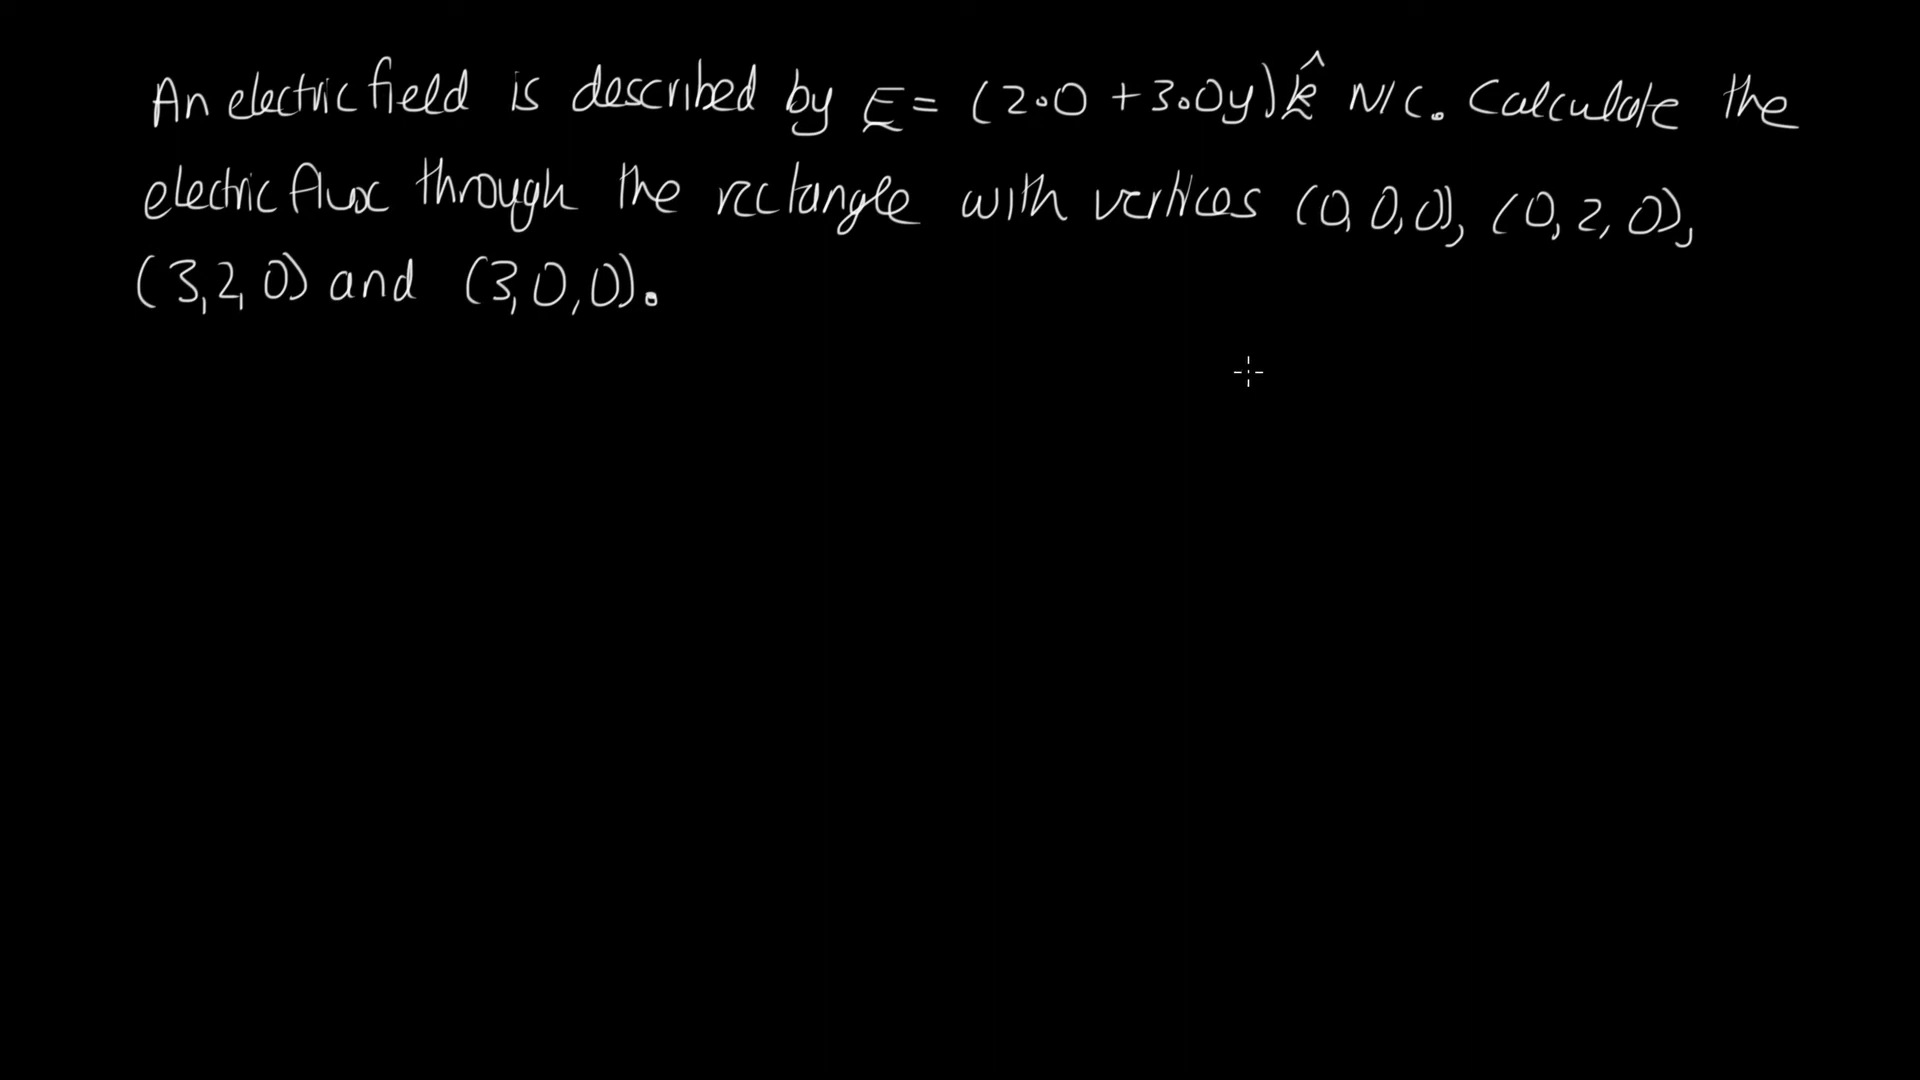 An electric field is described by E = (2.0 + 3.0y) k̂ N/C. Calculate the
electric flux through the rectangle with vertices (0, 0, 0), (0, 2, 0),
(3, 2, 0) and (3, 0, 0).